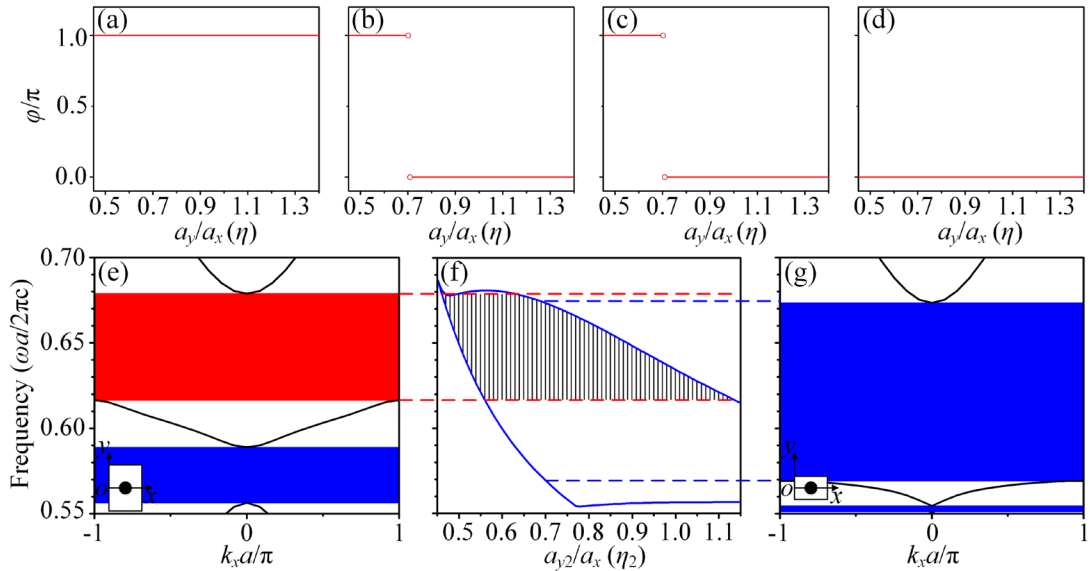 (a) (b) (c) (d)
1.0
0.5
0.0
φ/π
0.5 0.7 0.9 1.1 1.3 0.5 0.7 0.9 1.1 1.3 0.5 0.7 0.9 1.1 1.3 0.5 0.7 0.9 1.1 1.3
a_y/a_x (η) a_y/a_x (η) a_y/a_x (η) a_y/a_x (η)
(e) (f) (g)
0.70
0.65
0.60
0.55
Frequency (ωa/2πc)
y
o x
y
o x
-1 0 1 0.5 0.6 0.7 0.8 0.9 1.0 1.1 -1 0 1
k_xa/π a_y2/a_x (η_2) k_xa/π